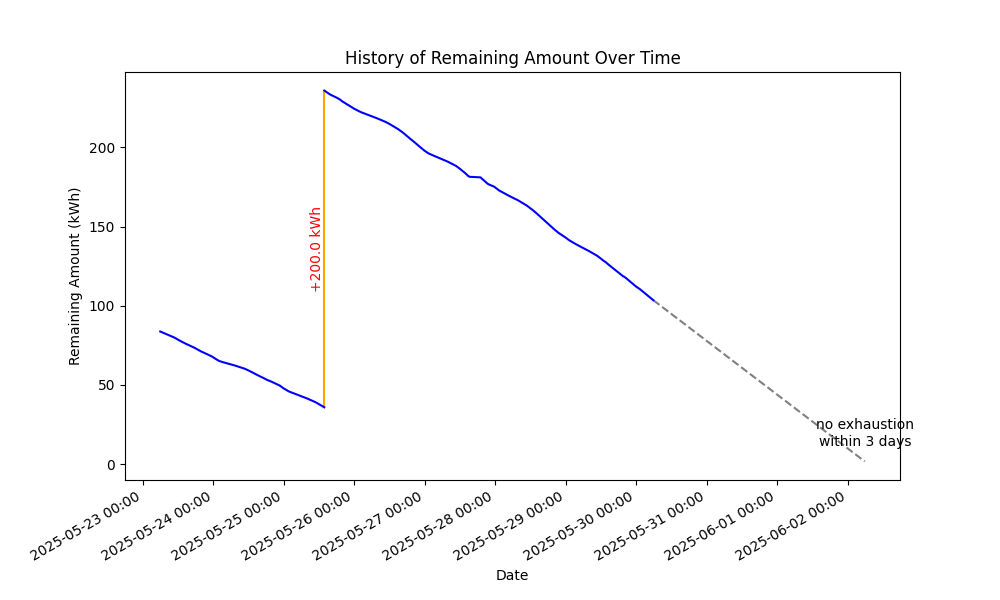 History of Remaining Amount Over Time
Remaining Amount (kWh)
200
150
100
50
0
+200.0 kWh
no exhaustion
within 3 days
2025-05-23 00:00
2025-05-24 00:00
2025-05-25 00:00
2025-05-26 00:00
2025-05-27 00:00
2025-05-28 00:00
2025-05-29 00:00
2025-05-30 00:00
2025-05-31 00:00
2025-06-01 00:00
2025-06-02 00:00
Date